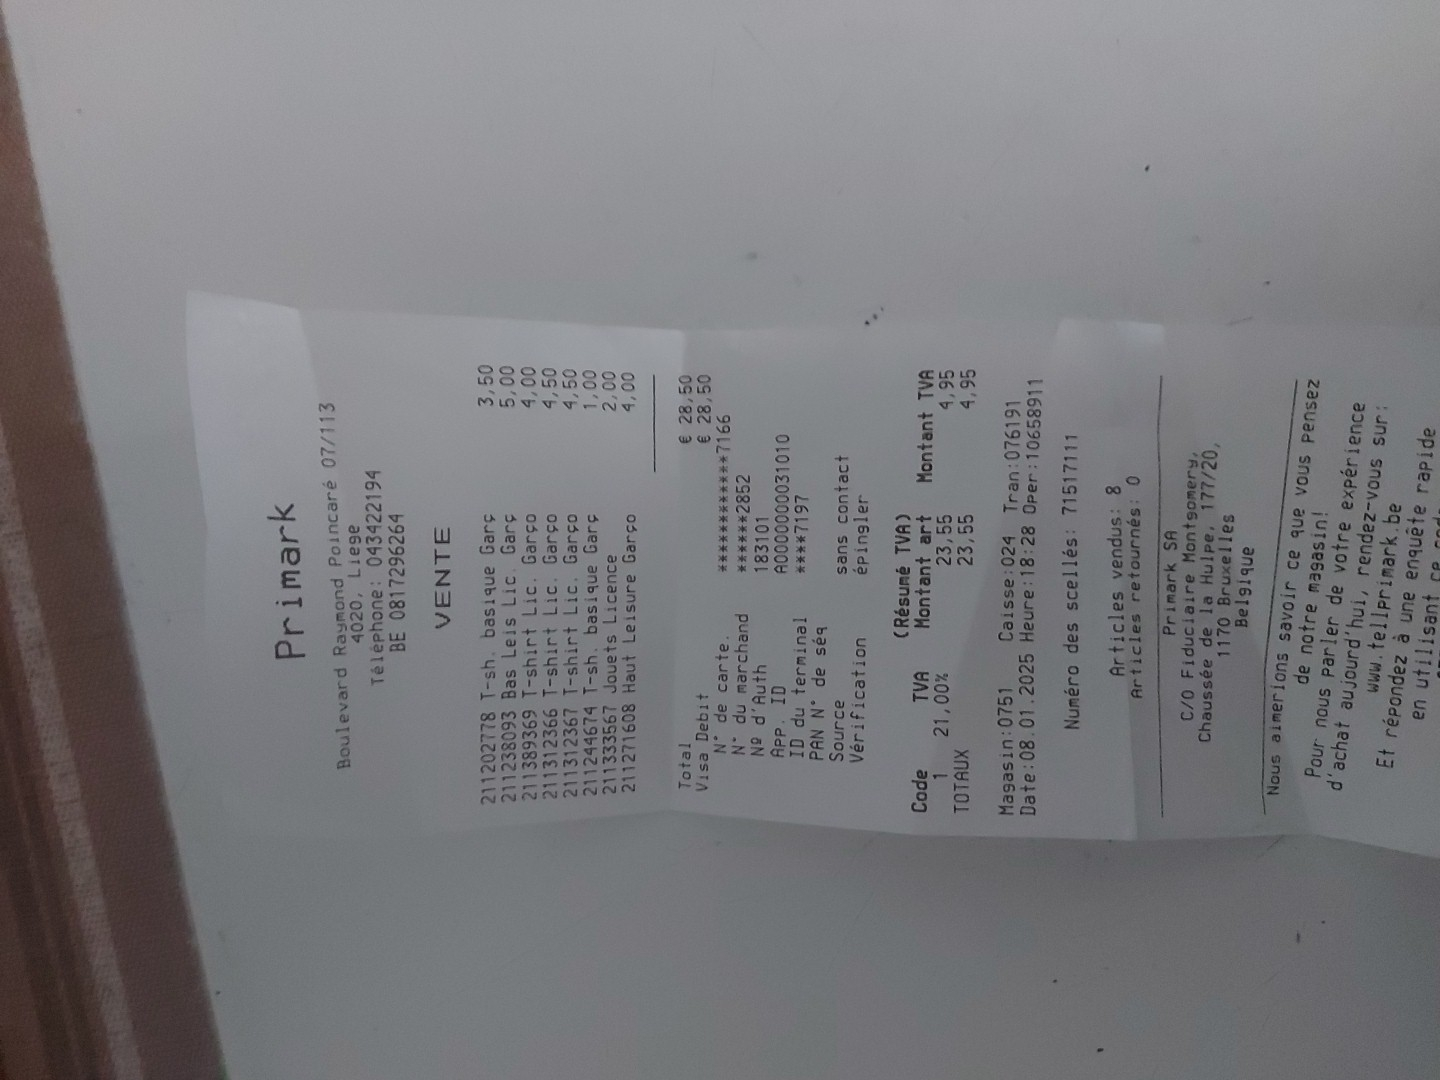 Primark
Boulevard Raymond Poincaré 07/113
4020, Liege
Téléphone: 043422194
BE 0817296264
VENTE
211202778 T-sh. basique Garç 3,50
211238093 Bas Leis Lic. Garç 5,00
211389369 T-shirt Lic. Garço 4,00
211312366 T-shirt Lic. Garço 4,50
211312367 T-shirt Lic. Garço 4,50
211244674 T-sh. basique Garç 1,00
211333567 Jouets Licence 2,00
211271608 Haut Leisure Garço 4,00
Total € 28,50
Visa Debit € 28,50
N° de carte. ************7166
N° du marchand ******2852
Nº d'Auth 183101
APP. ID A0000000031010
ID du terminal ****7197
PAN N° de séq
Source sans contact
Vérification épingler
(Résumé TVA)
Code TVA Montant art Montant TVA
1 21,00% 23,55 4,95
TOTAUX 23,55 4,95
Magasin:0751 Caisse:024 Tran:076191
Date:08.01.2025 Heure:18:28 Oper:10658911
Numéro des scellés: 71517111
Articles vendus: 8
Articles retournés: 0
Primark SA
C/O Fiduciaire Montgomery,
Chaussée de la Hulpe, 177/20,
1170 Bruxelles
Belgique
Nous aimerions savoir ce que vous pensez
de notre magasin!
Pour nous parler de votre expérience
d'achat aujourd'hui, rendez-vous sur:
www.tellprimark.be
Et répondez à une enquête rapide
en utilisant ce